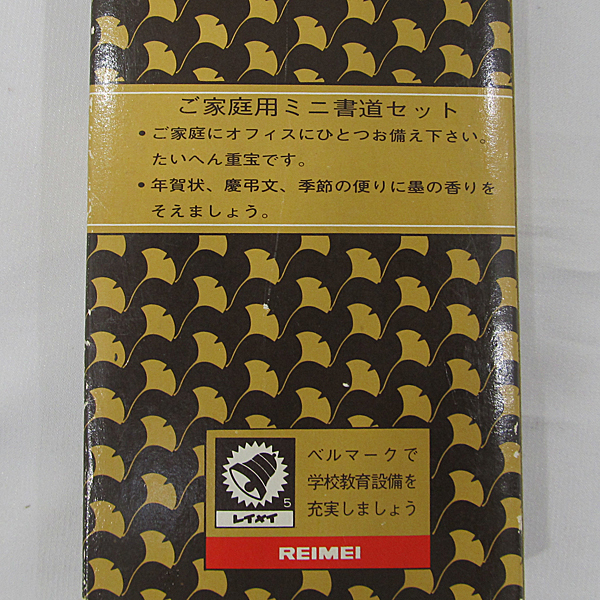 ご家庭用ミニ書道セット
•ご家庭にオフィスにひとつお備え下さい。
たいへん重宝です。
•年賀状、慶弔文、季節の便りに墨の香りを
そえましょう。
ベルマークで
学校教育設備を
充実しましょう
5
レイメイ
REIMEI